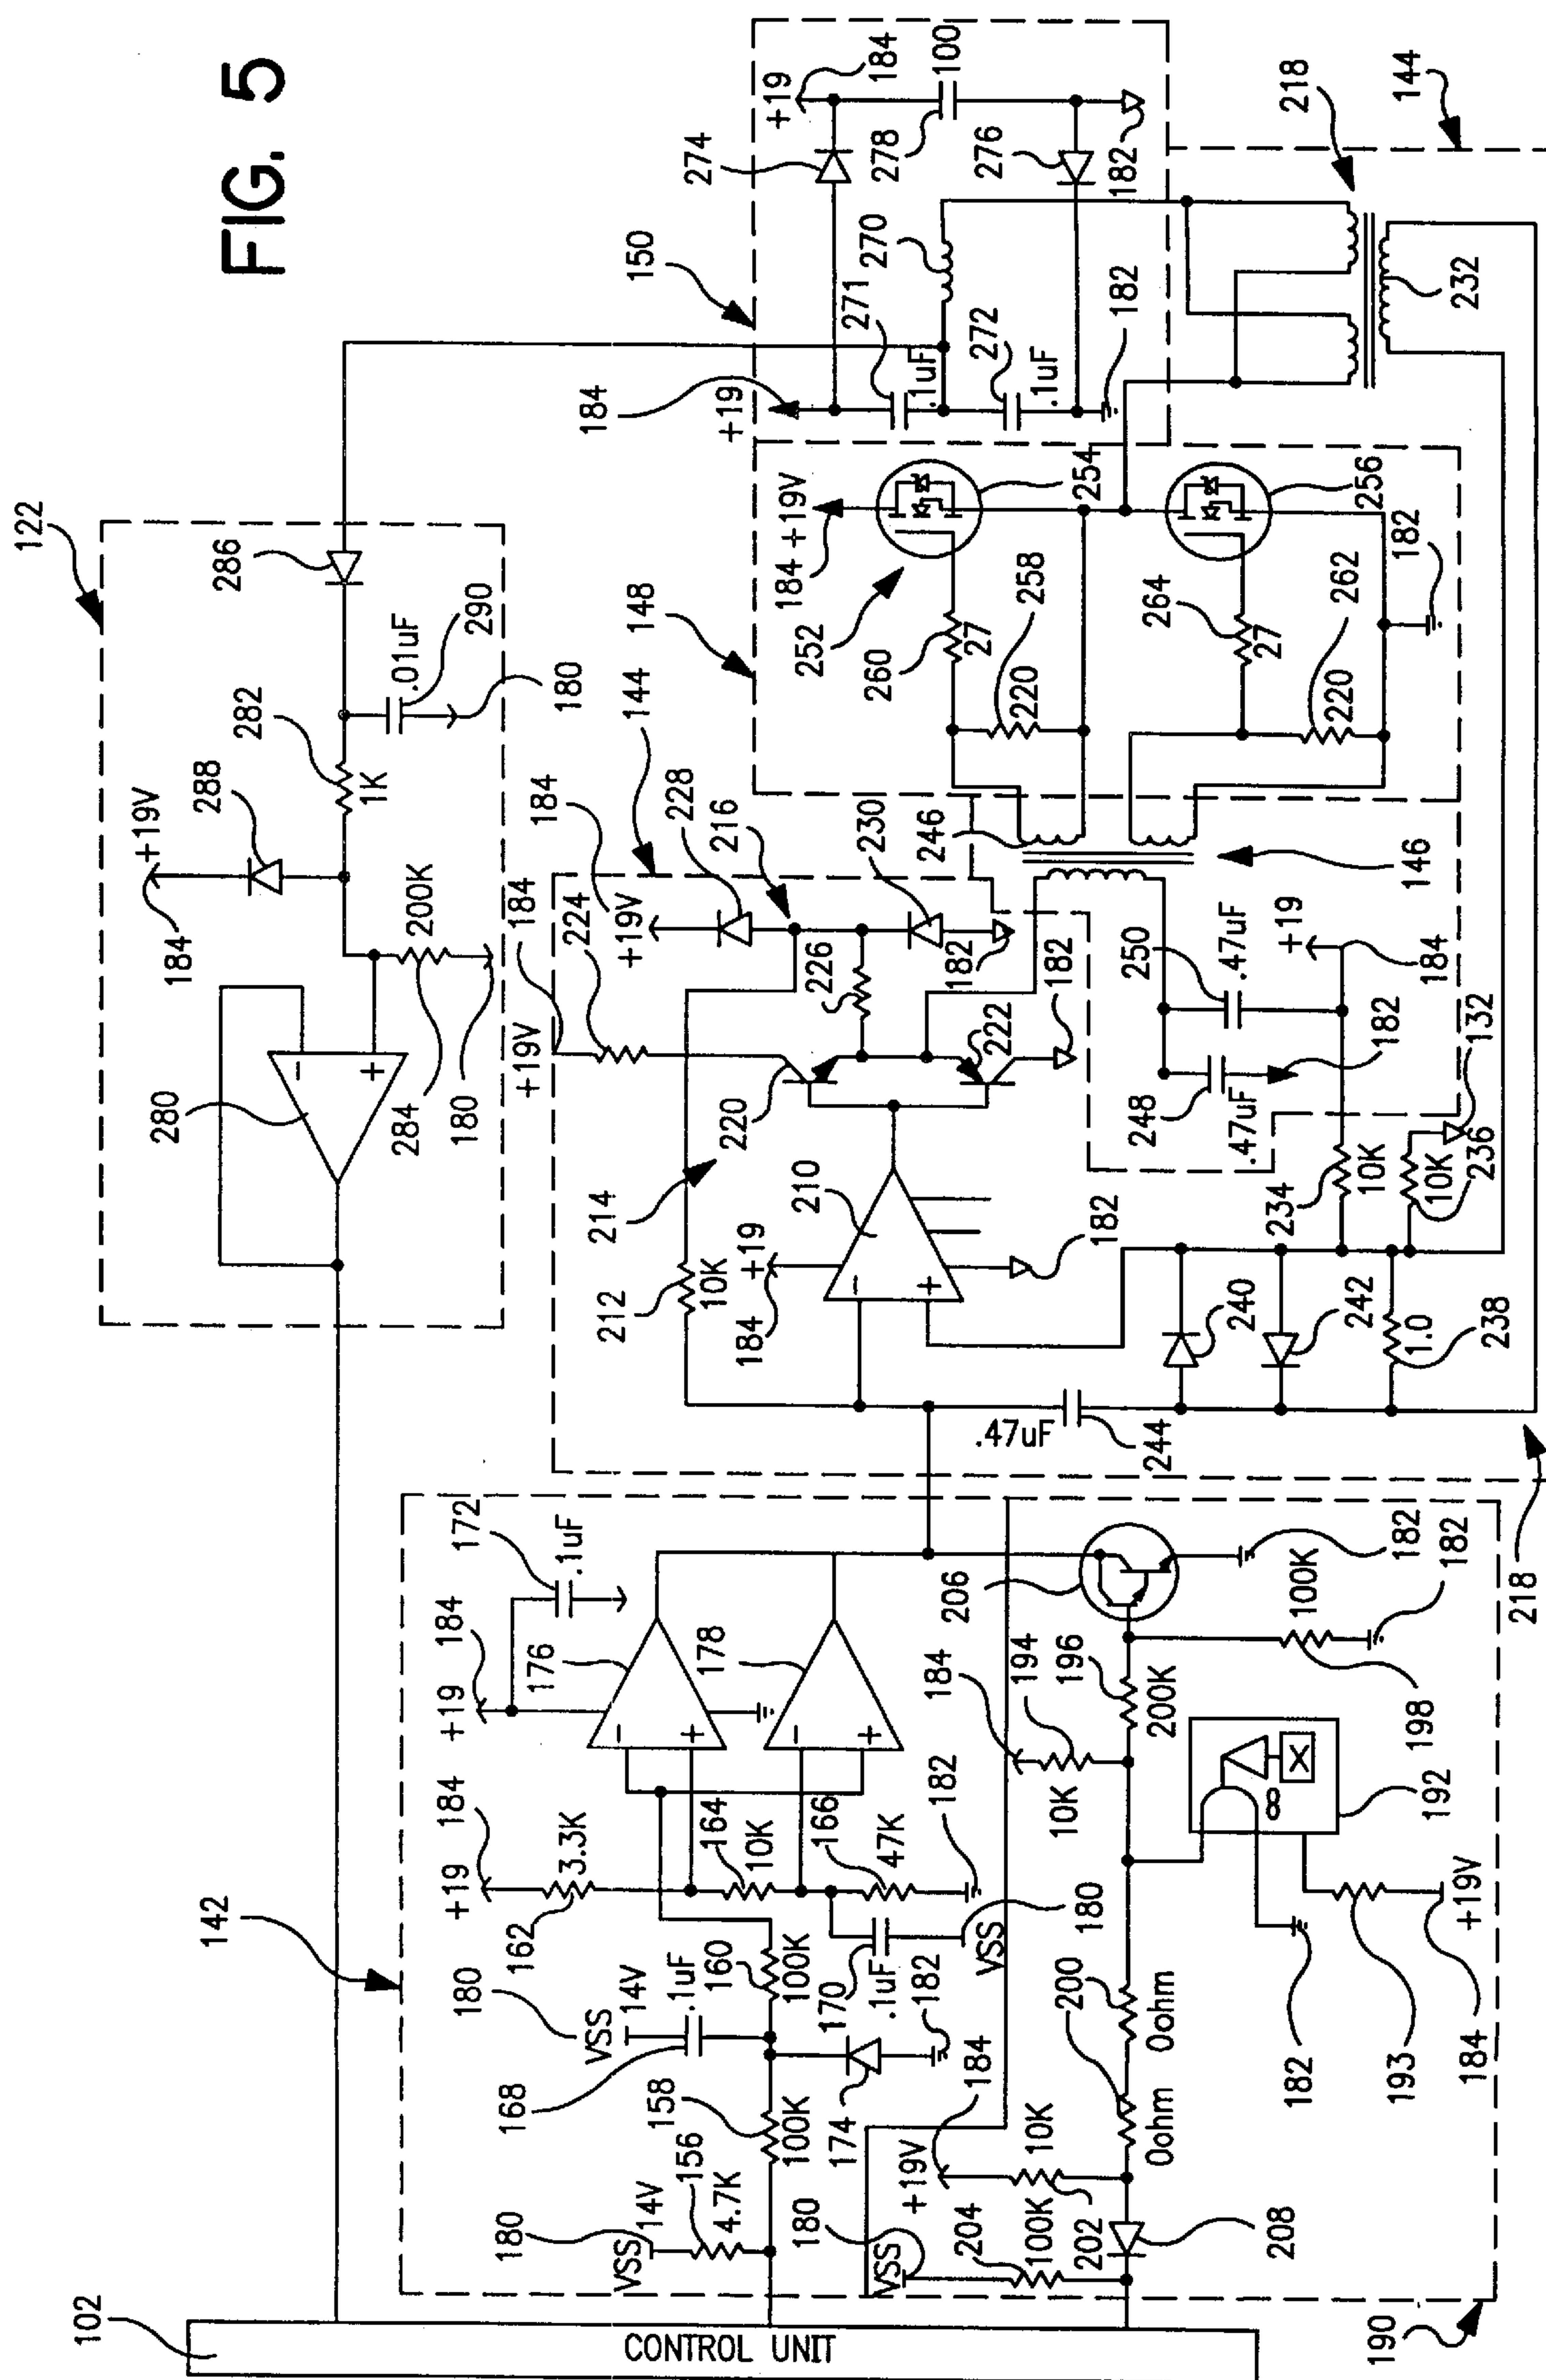 FIG. 5
122
286
282
1K
.01uF
290
180
288
+19V
184
200K
280
284
180
+
−
150
274
+19
184
278
100
276
182
271
.1uF
270
272
.1uF
182
184
+19
218
144
232
148
184
+19V
254
252
260
27
258
220
264
27
262
220
256
182
144
184
228
216
230
246
146
+19V
184
224
+19V
226
182
222
182
220
214
250
.47uF
+19
184
248
.47uF
182
132
212
10K
184
+19
210
−
+
182
234
10K
10K
236
240
242
1.0
238
.47uF
244
218
142
172
.1uF
184
+19
176
178
−
+
−
+
184
+19
3.3K
162
164
10K
166
47K
182
180
VSS
14V
.1uF
168
160
100K
170
.1uF
180
VSS
158
100K
174
182
180
VSS
14V
156
4.7K
206
182
184
194
10K
196
200K
100K
182
198
8
X
192
182
193
+19V
184
200
0ohm
0ohm
184
+19V
10K
202
180
VSS
204
100K
208
190
102
CONTROL UNIT